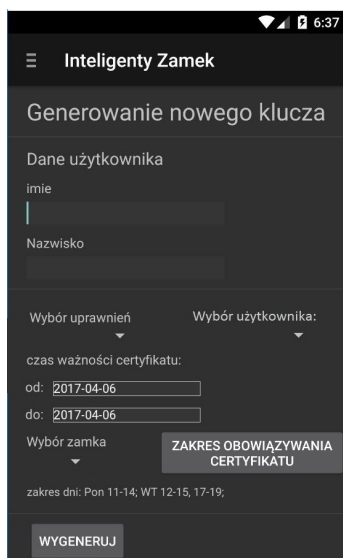 6:37
Inteligenty Zamek
Generowanie nowego klucza
Dane użytkownika
imie
Nazwisko
Wybór uprawnień
Wybór użytkownika:
czas ważności certyfikatu:
od: 2017-04-06
do: 2017-04-06
Wybór zamka
ZAKRES OBOWIĄZYWANIA
CERTYFIKATU
zakres dni: Pon 11-14; WT 12-15, 17-19;
WYGENERUJ